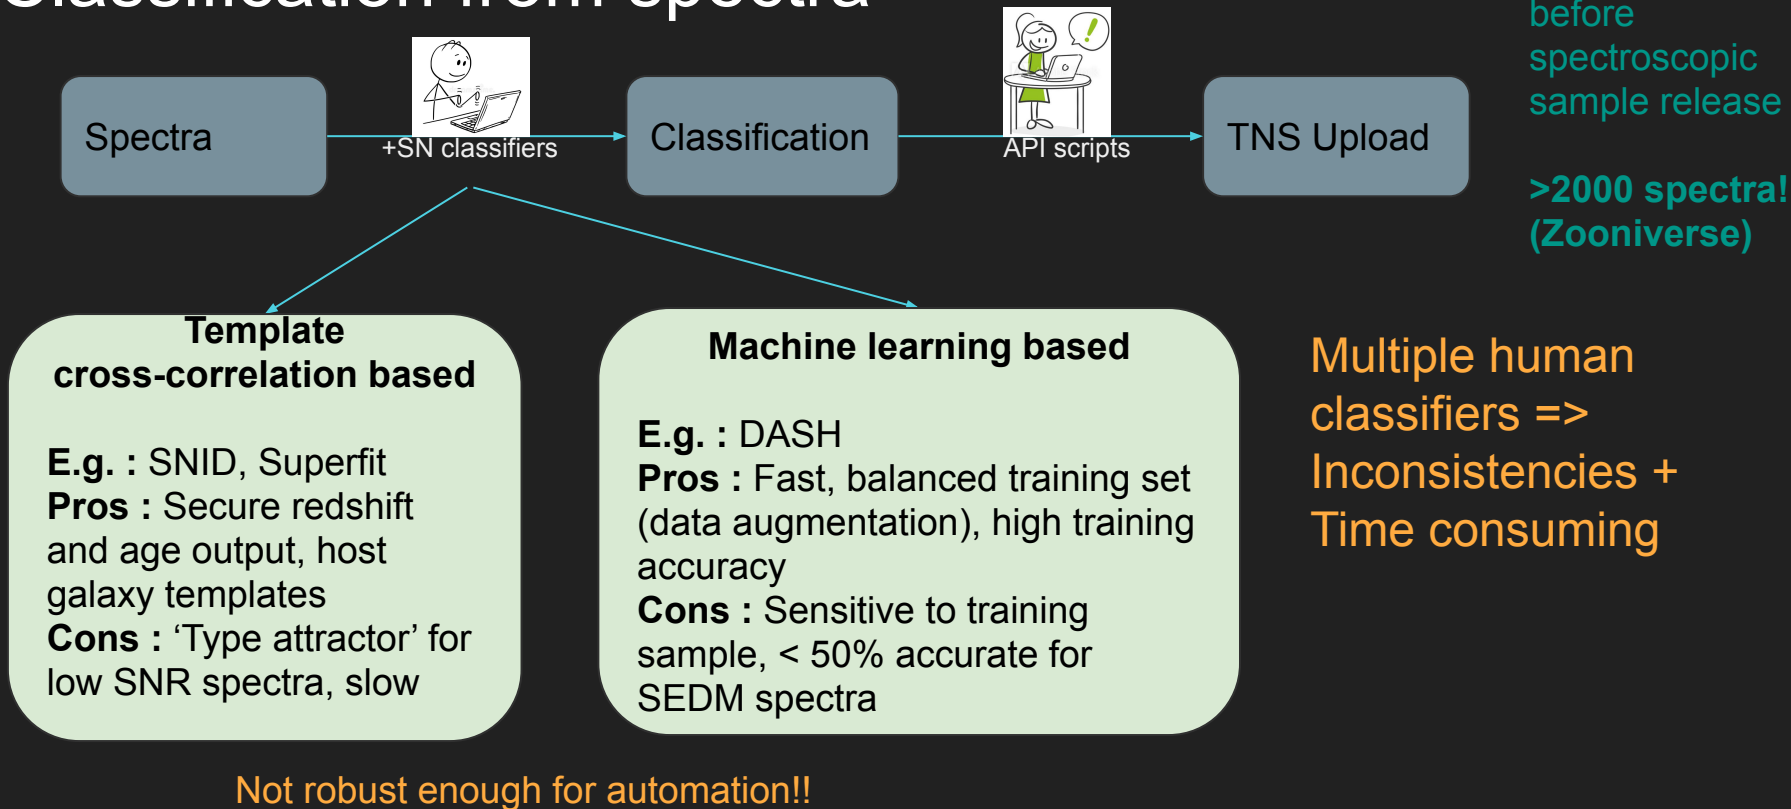 Classification from spectra
before
spectroscopic
sample release
>2000 spectra!
(Zooniverse)
Spectra
+SN classifiers
Classification
API scripts
TNS Upload
Template
cross-correlation based
E.g. : SNID, Superfit
Pros : Secure redshift
and age output, host
galaxy templates
Cons : ‘Type attractor’ for
low SNR spectra, slow
Machine learning based
E.g. : DASH
Pros : Fast, balanced training set
(data augmentation), high training
accuracy
Cons : Sensitive to training
sample, < 50% accurate for
SEDM spectra
Multiple human
classifiers =>
Inconsistencies +
Time consuming
Not robust enough for automation!!